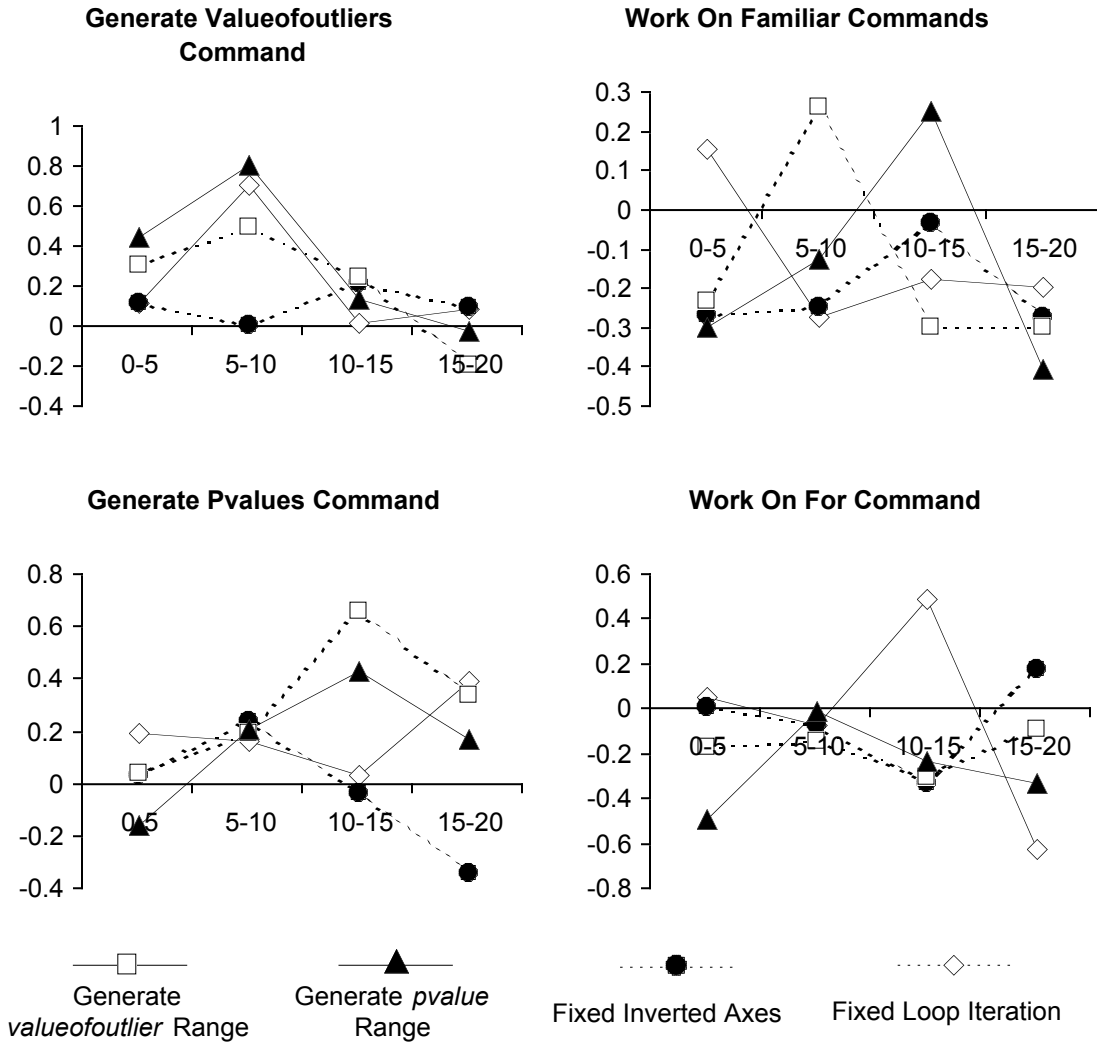 Generate Valueofoutliers
Command
1
0.8
0.6
0.4
0.2
0
-0.2
-0.4
0-5 5-10 10-15 15-20
Work On Familiar Commands
0.3
0.2
0.1
0
-0.1
-0.2
-0.3
-0.4
-0.5
0-5 5-10 10-15 15-20
Generate Pvalues Command
0.8
0.6
0.4
0.2
0
-0.2
-0.4
0-5 5-10 10-15 15-20
Work On For Command
0.6
0.4
0.2
0
-0.2
-0.4
-0.6
-0.8
0-5 5-10 10-15 15-20
Generate
valueofoutlier Range
Generate pvalue
Range
Fixed Inverted Axes
Fixed Loop Iteration